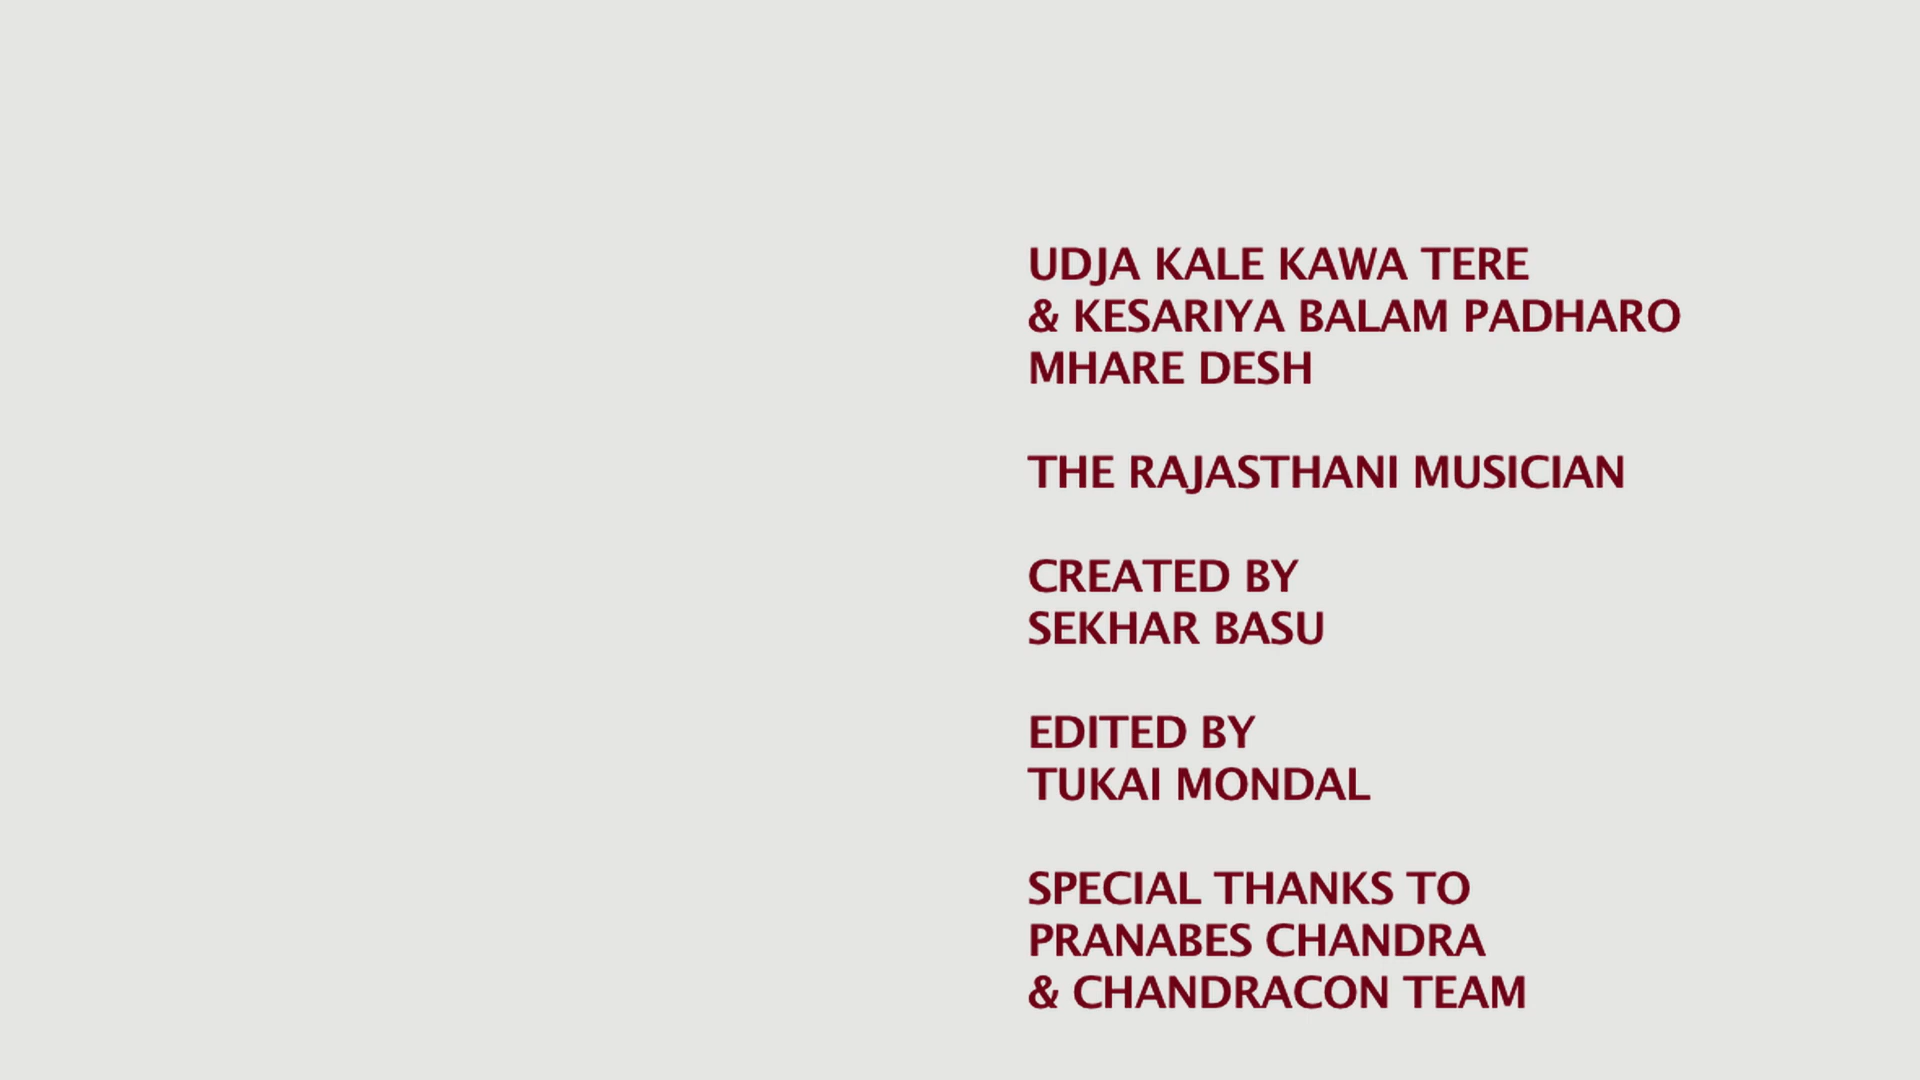 UDJA KALE KAWA TERE
& KESARIYA BALAM PADHARO
MHARE DESH
THE RAJASTHANI MUSICIAN
CREATED BY
SEKHAR BASU
EDITED BY
TUKAI MONDAL
SPECIAL THANKS TO
PRANABES CHANDRA
& CHANDRACON TEAM